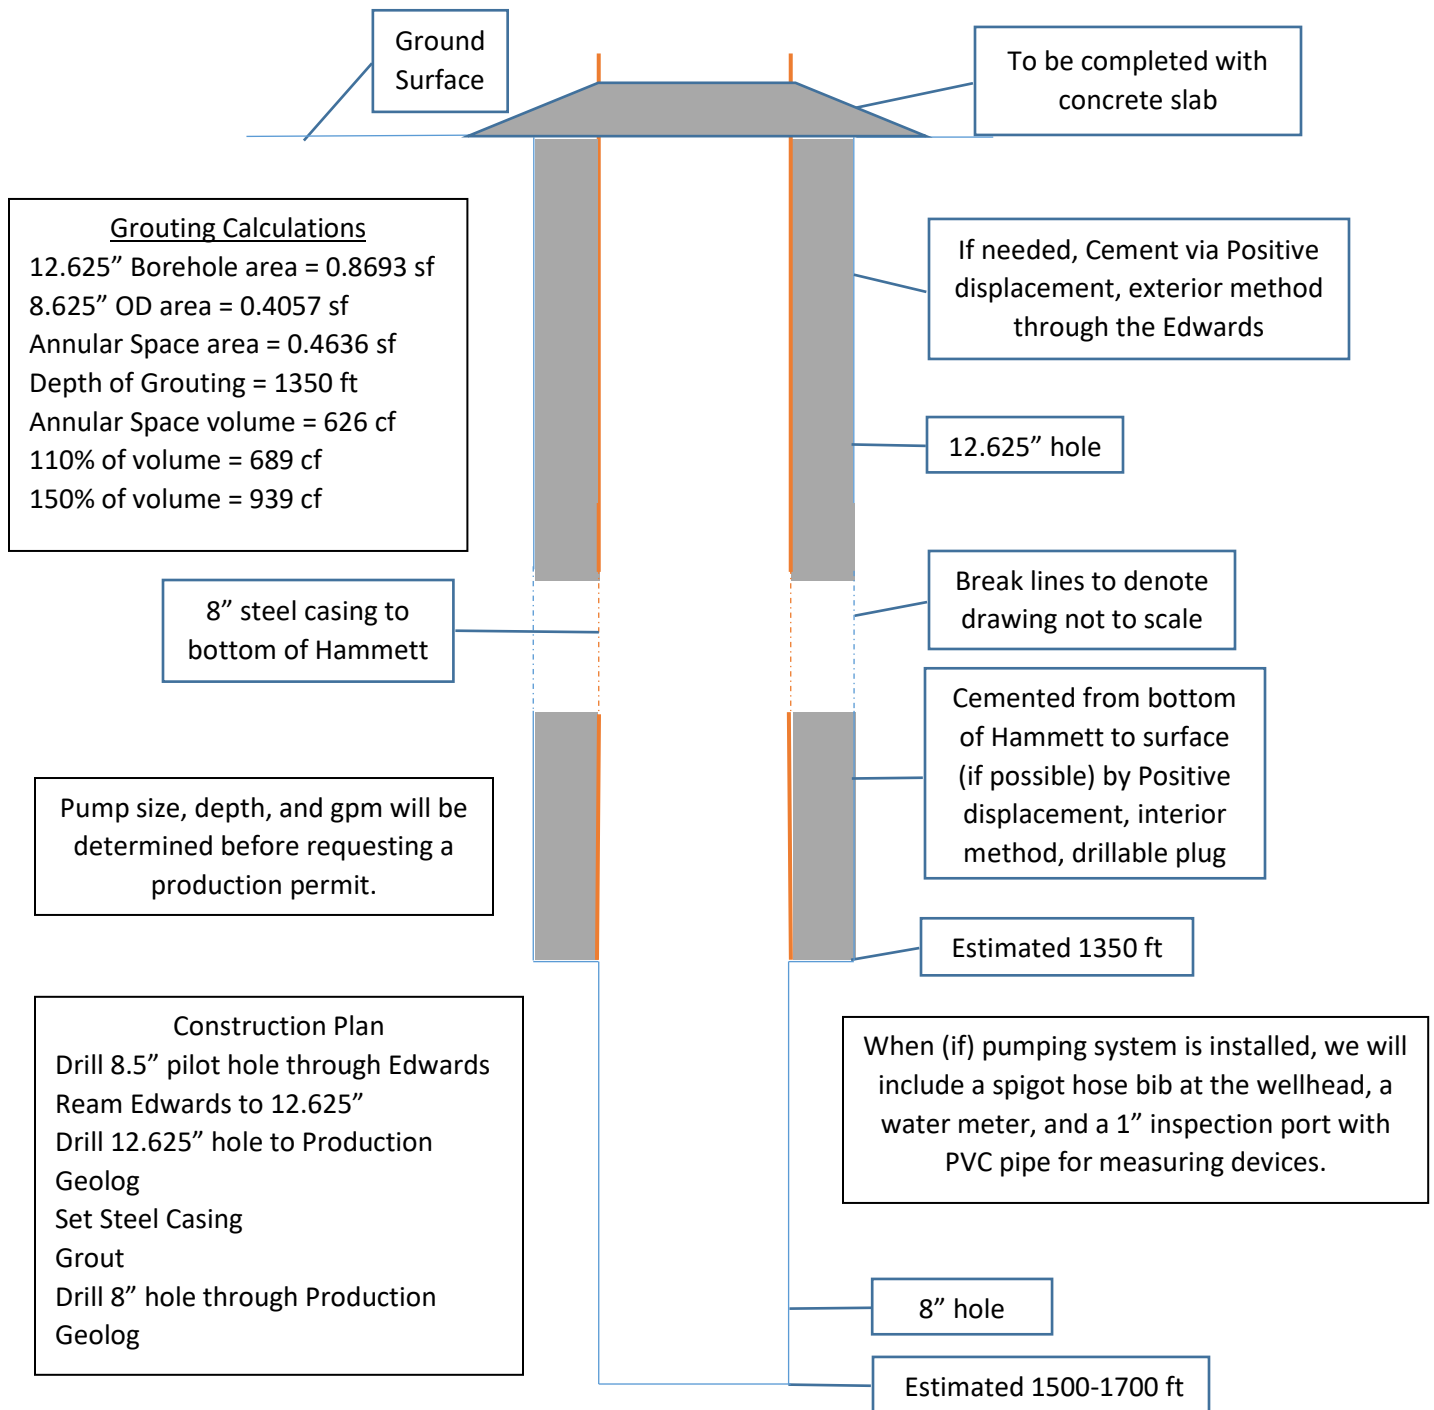 Ground
Surface
To be completed with
concrete slab
Grouting Calculations
12.625” Borehole area = 0.8693 sf
8.625” OD area = 0.4057 sf
Annular Space area = 0.4636 sf
Depth of Grouting = 1350 ft
Annular Space volume = 626 cf
110% of volume = 689 cf
150% of volume = 939 cf
If needed, Cement via Positive
displacement, exterior method
through the Edwards
12.625” hole
8” steel casing to
bottom of Hammett
Break lines to denote
drawing not to scale
Cemented from bottom
of Hammett to surface
(if possible) by Positive
displacement, interior
method, drillable plug
Pump size, depth, and gpm will be
determined before requesting a
production permit.
Estimated 1350 ft
Construction Plan
Drill 8.5” pilot hole through Edwards
Ream Edwards to 12.625”
Drill 12.625” hole to Production
Geolog
Set Steel Casing
Grout
Drill 8” hole through Production
Geolog
When (if) pumping system is installed, we will
include a spigot hose bib at the wellhead, a
water meter, and a 1” inspection port with
PVC pipe for measuring devices.
8” hole
Estimated 1500-1700 ft